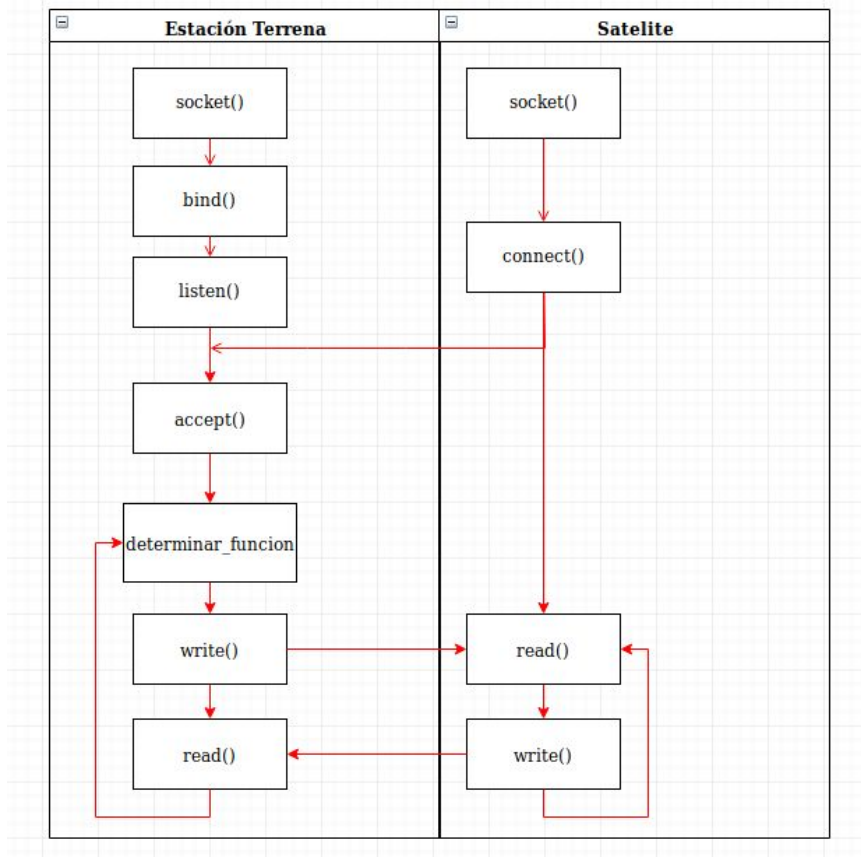 Estación Terrena
socket()
bind()
listen()
accept()
determinar_funcion
write()
read()
Satelite
socket()
connect()
read()
write()